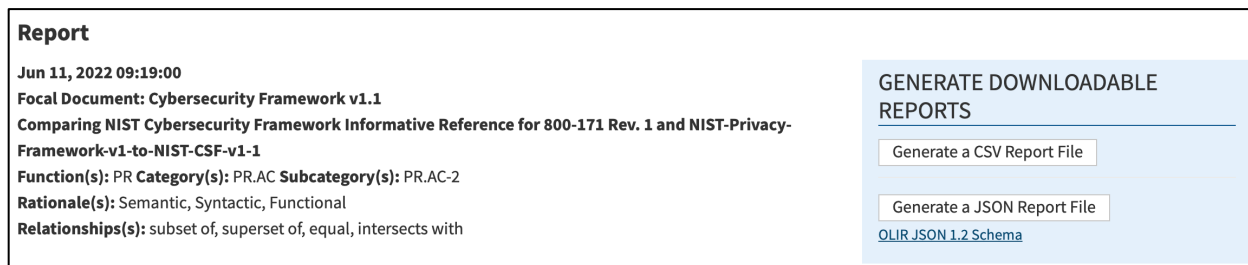 Report
Jun 11, 2022 09:19:00
Focal Document: Cybersecurity Framework v1.1
Comparing NIST Cybersecurity Framework Informative Reference for 800-171 Rev. 1 and NIST-Privacy-
Framework-v1-to-NIST-CSF-v1-1
Function(s): PR Category(s): PR.AC Subcategory(s): PR.AC-2
Rationale(s): Semantic, Syntactic, Functional
Relationships(s): subset of, superset of, equal, intersects with
GENERATE DOWNLOADABLE
REPORTS
Generate a CSV Report File
Generate a JSON Report File
OLIR JSON 1.2 Schema